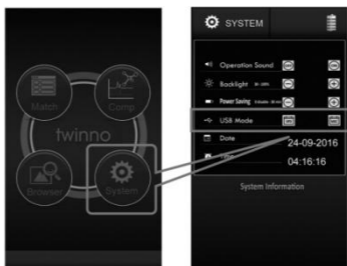 Match
Comp
twinno
Browser
System
SYSTEM
Operation Sound
Backlight
Power Saving
USB Mode
Date
24-09-2016
04:16:16
System Information